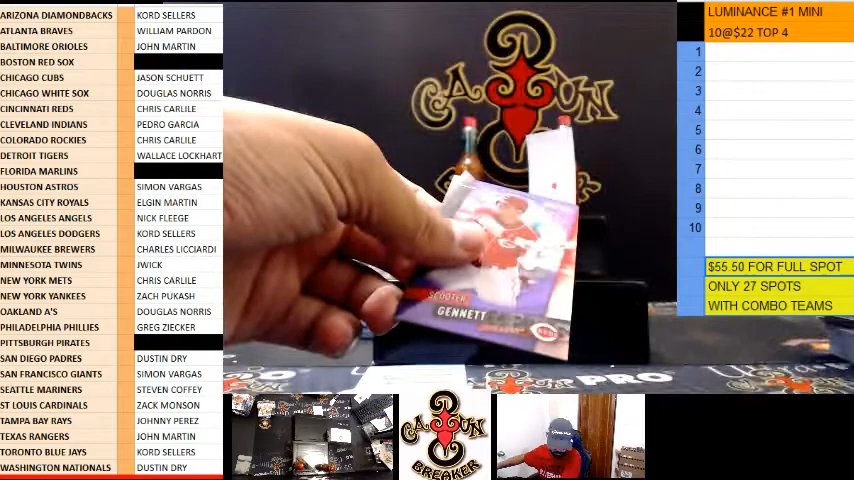 ARIZONA DIAMONDBACKS KORD SELLERS
ATLANTA BRAVES WILLIAM PARDON
BALTIMORE ORIOLES JOHN MARTIN
BOSTON RED SOX
CHICAGO CUBS JASON SCHUETT
CHICAGO WHITE SOX DOUGLAS NORRIS
CINCINNATI REDS CHRIS CARLILE
CLEVELAND INDIANS PEDRO GARCIA
COLORADO ROCKIES CHRIS CARLILE
DETROIT TIGERS WALLACE LOCKHART
FLORIDA MARLINS
HOUSTON ASTROS SIMON VARGAS
KANSAS CITY ROYALS ELGIN MARTIN
LOS ANGELES ANGELS NICK FLEEGE
LOS ANGELES DODGERS KORD SELLERS
MILWAUKEE BREWERS CHARLES LICCIARDI
MINNESOTA TWINS JWICK
NEW YORK METS CHRIS CARLILE
NEW YORK YANKEES ZACH PUKASH
OAKLAND A'S DOUGLAS NORRIS
PHILADELPHIA PHILLIES GREG ZIECKER
PITTSBURGH PIRATES
SAN DIEGO PADRES DUSTIN DRY
SAN FRANCISCO GIANTS SIMON VARGAS
SEATTLE MARINERS STEVEN COFFEY
ST LOUIS CARDINALS ZACK MONSON
TAMPA BAY RAYS JOHNNY PEREZ
TEXAS RANGERS JOHN MARTIN
TORONTO BLUE JAYS KORD SELLERS
WASHINGTON NATIONALS DUSTIN DRY
CAJUN
SCOOTER
GENNETT
REDS
PRO
CAJUN
BREAKER
LUMINANCE #1 MINI
10@$22 TOP 4
1
2
3
4
5
6
7
8
9
10
$55.50 FOR FULL SPOT
ONLY 27 SPOTS
WITH COMBO TEAMS